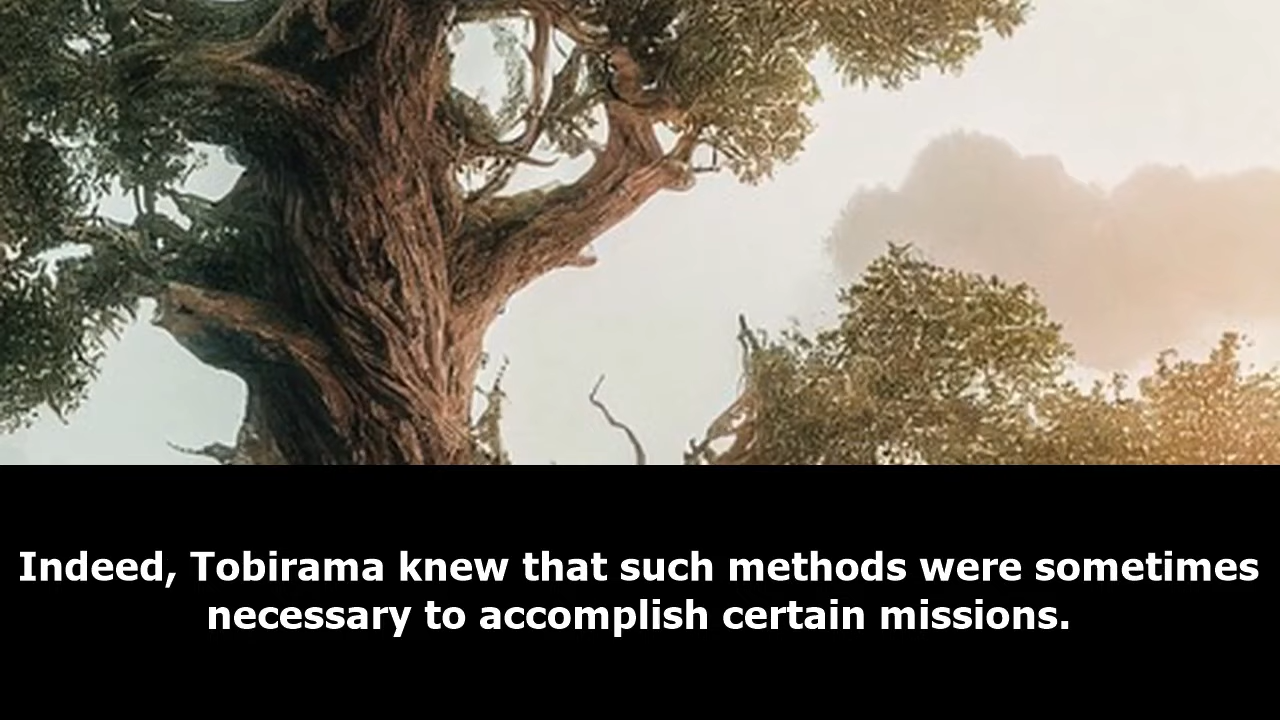 Indeed, Tobirama knew that such methods were sometimes
necessary to accomplish certain missions.